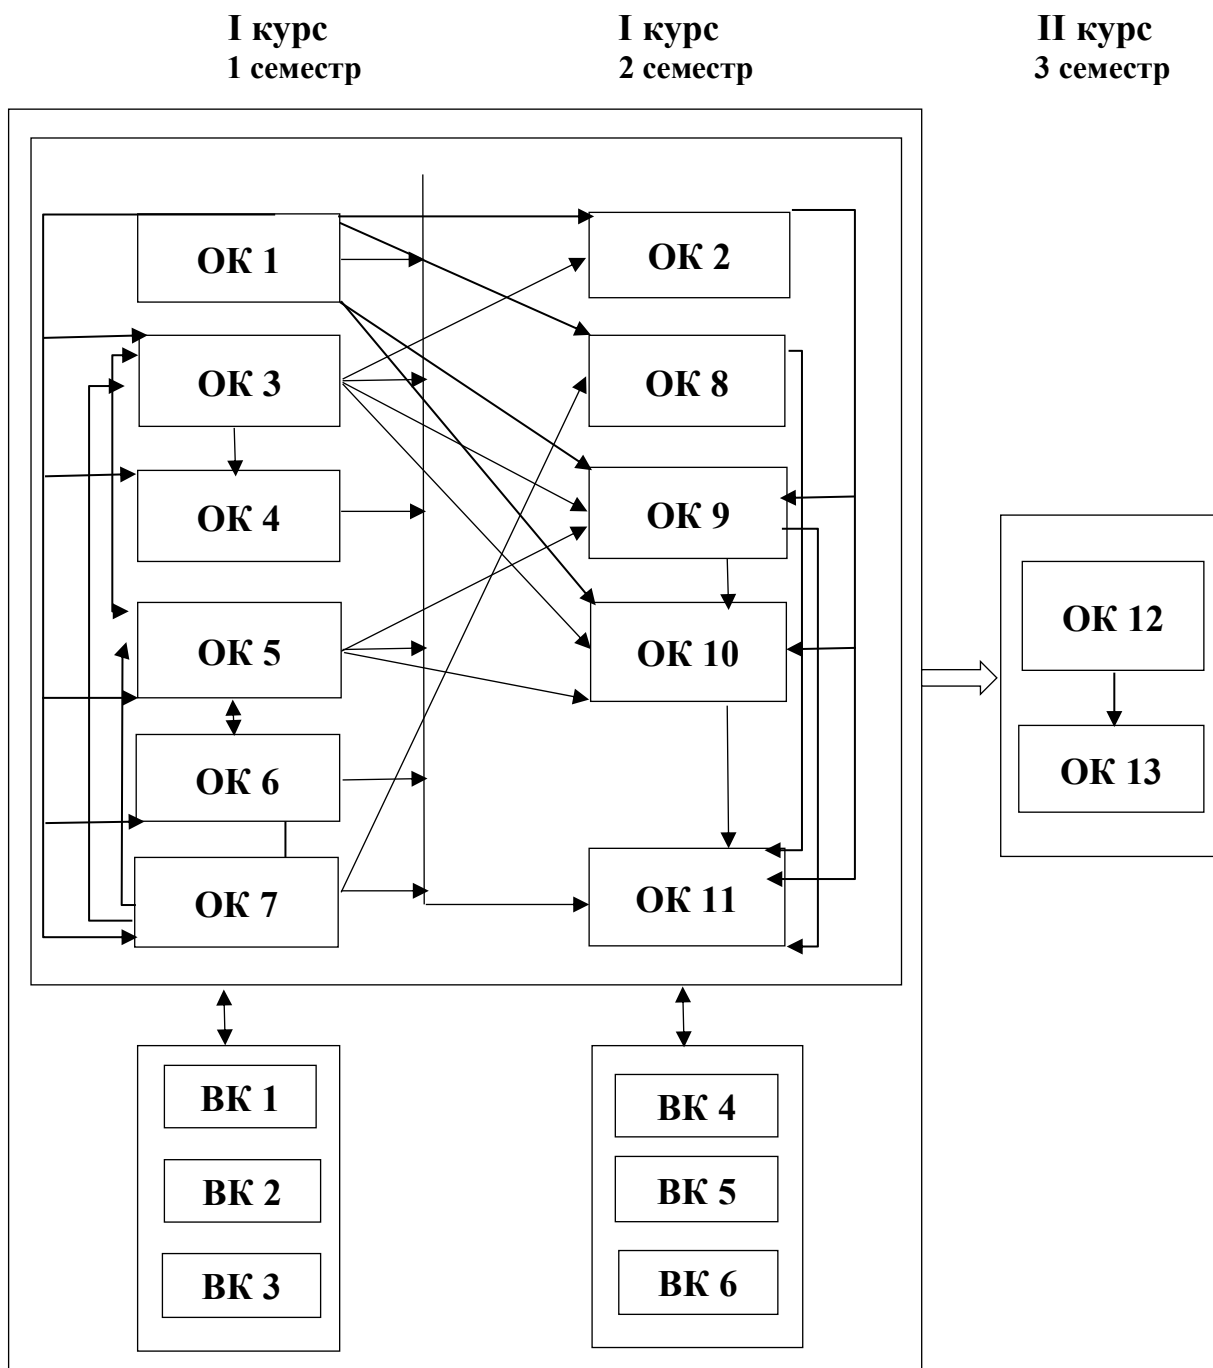 І курс
1 семестр
І курс
2 семестр
ІІ курс
3 семестр
ОК 1
ОК 2
ОК 3
ОК 8
ОК 4
ОК 9
ОК 12
ОК 5
ОК 10
ОК 6
ОК 13
ОК 7
ОК 11
ВК 1
ВК 4
ВК 2
ВК 5
ВК 3
ВК 6